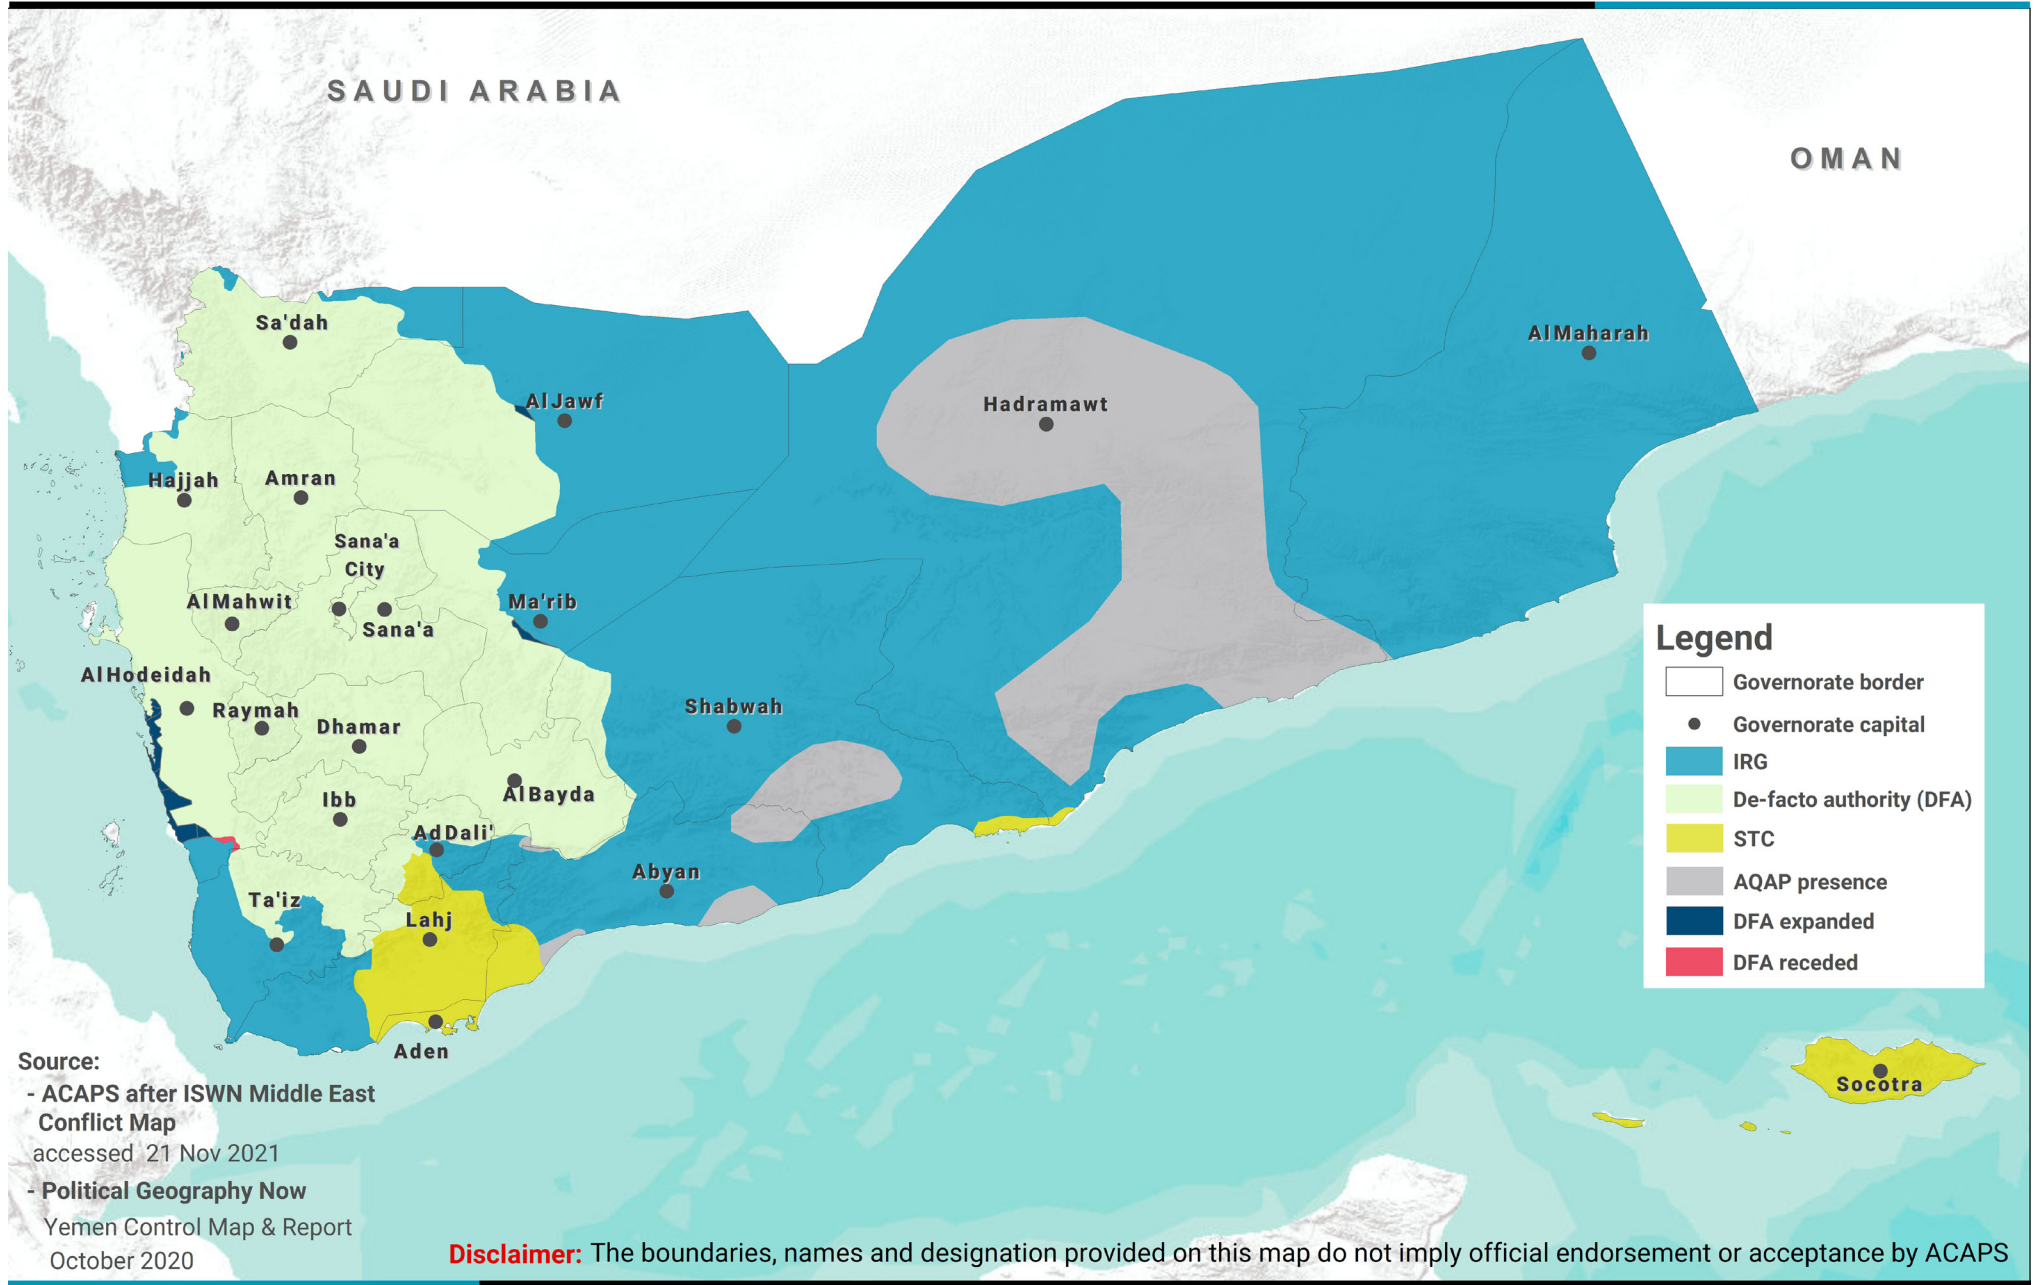 SAUDI ARABIA
OMAN
Sa'dah
Al Maharah
Al Jawf
Hadramawt
Hajjah
Amran
Sana'a
City
Al Mahwit
Ma'rib
Sana'a
Al Hodeidah
Raymah
Shabwah
Dhamar
Al Bayda
Ibb
Ad Dali'
Abyan
Ta'iz
Lahj
Aden
Socotra
Legend
Governorate border
Governorate capital
IRG
De-facto authority (DFA)
STC
AQAP presence
DFA expanded
DFA receded
Source:
- ACAPS after ISWN Middle East
Conflict Map
accessed 21 Nov 2021
- Political Geography Now
Yemen Control Map & Report
October 2020
Disclaimer: The boundaries, names and designation provided on this map do not imply official endorsement or acceptance by ACAPS